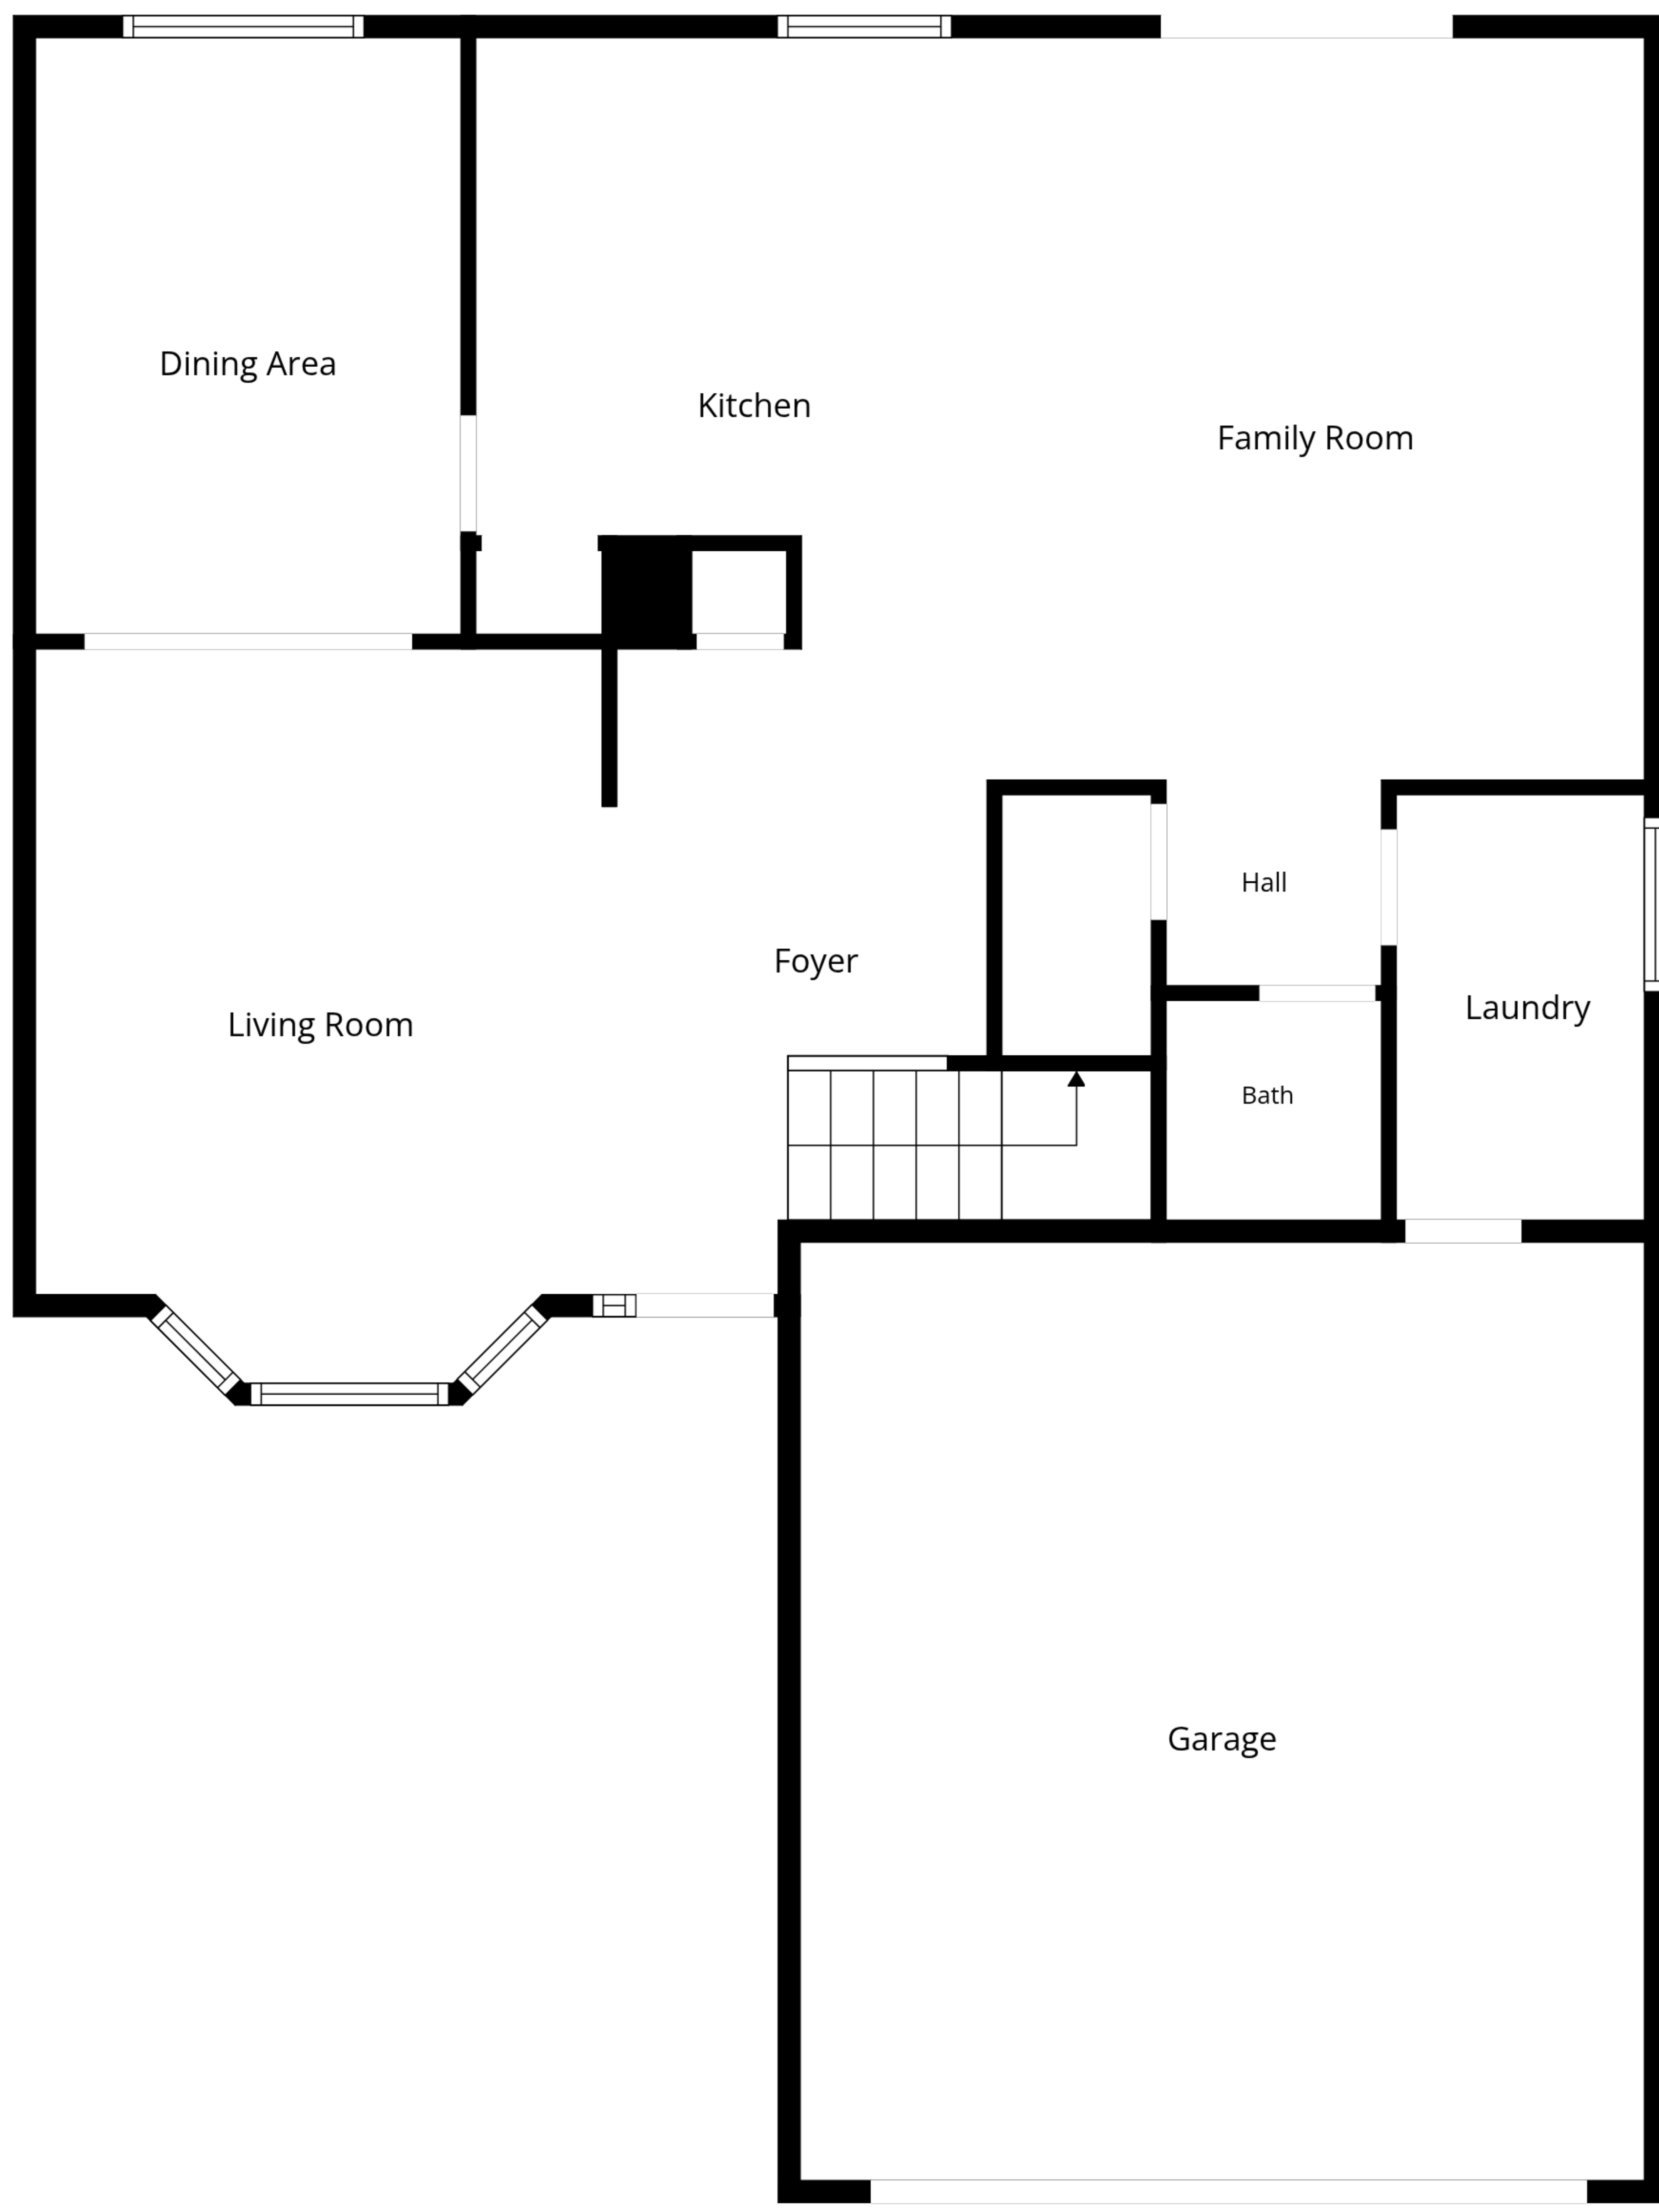 Dining Area
Kitchen
Family Room
Hall
Foyer
Laundry
Living Room
Bath
Garage